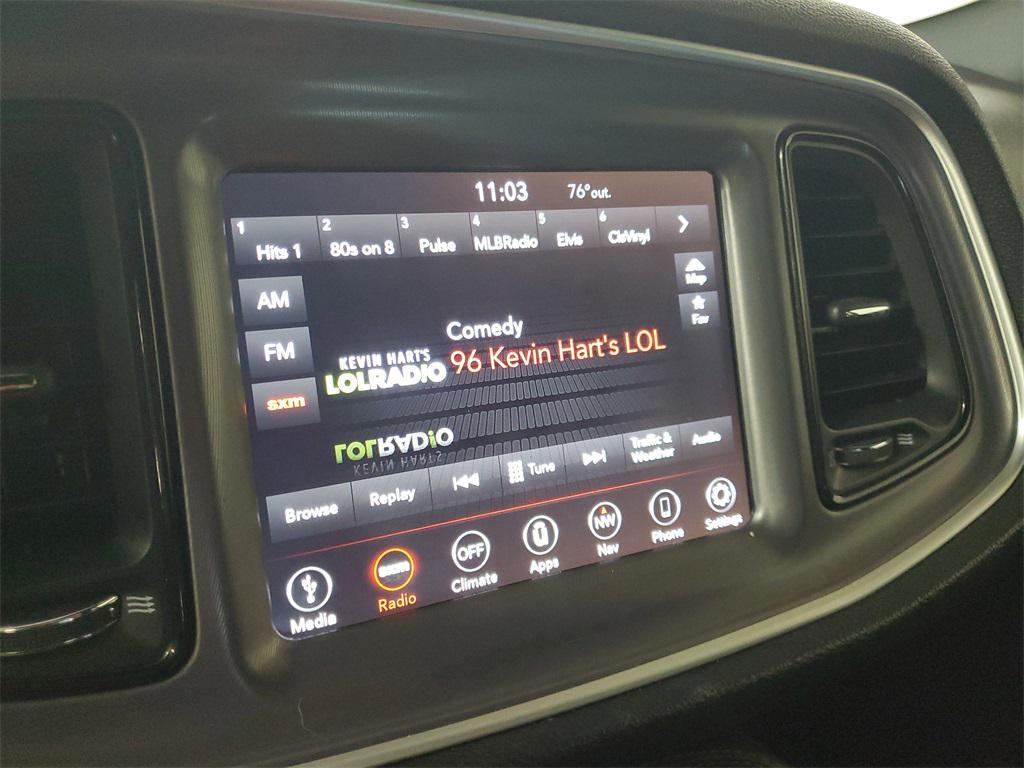 11:03 76° out.
1 Hits 1
2 80s on 8
3 Pulse
4 MLBRadio
5 Elvis
6 ClsVinyl
AM
FM
sxm
Map
Fav
Comedy
96 Kevin Hart's LOL
KEVIN HART'S
LOLRADIO
LOLRADIO
KEVIN HART'S
Browse
Replay
Tune
Traffic &
Weather
Audio
Media
sxm
Radio
OFF
Climate
Apps
NW
Nav
Phone
Settings